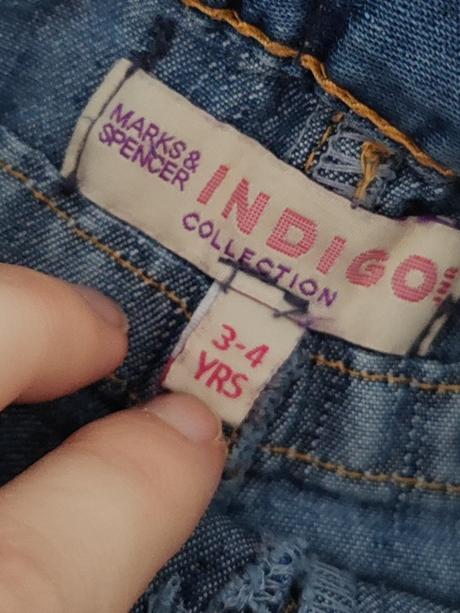 MARKS &
SPENCER
INDIGO
COLLECTION
3-4
YRS